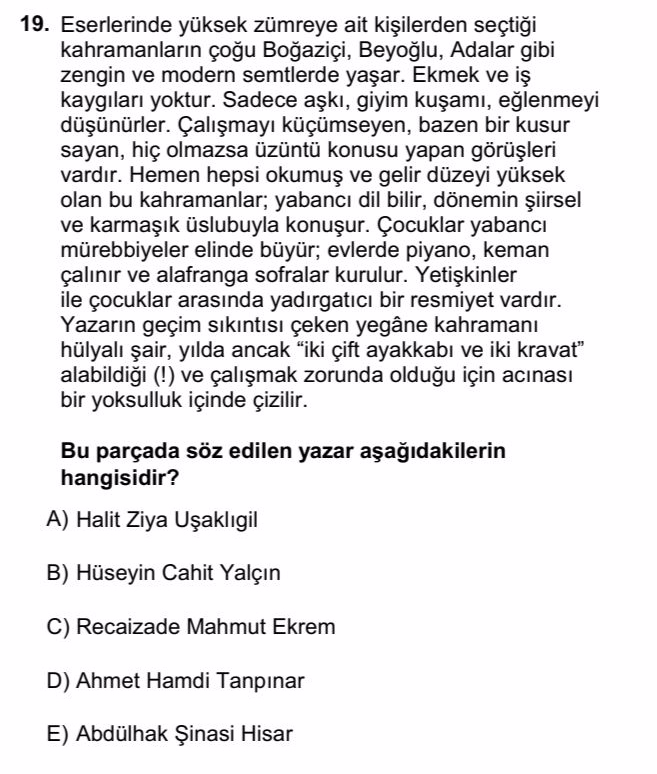 19. Eserlerinde yüksek zümreye ait kişilerden seçtiği
kahramanların çoğu Boğaziçi, Beyoğlu, Adalar gibi
zengin ve modern semtlerde yaşar. Ekmek ve iş
kaygıları yoktur. Sadece aşkı, giyim kuşamı, eğlenmeyi
düşünürler. Çalışmayı küçümseyen, bazen bir kusur
sayan, hiç olmazsa üzüntü konusu yapan görüşleri
vardır. Hemen hepsi okumuş ve gelir düzeyi yüksek
olan bu kahramanlar; yabancı dil bilir, dönemin şiirsel
ve karmaşık üslubuyla konuşur. Çocuklar yabancı
mürebbiyeler elinde büyür; evlerde piyano, keman
çalınır ve alafranga sofralar kurulur. Yetişkinler
ile çocuklar arasında yadırgatıcı bir resmiyet vardır.
Yazarın geçim sıkıntısı çeken yegâne kahramanı
hülyalı şair, yılda ancak “iki çift ayakkabı ve iki kravat”
alabildiği (!) ve çalışmak zorunda olduğu için acınası
bir yoksulluk içinde çizilir.
Bu parçada söz edilen yazar aşağıdakilerin
hangisidir?
A) Halit Ziya Uşaklıgil
B) Hüseyin Cahit Yalçın
C) Recaizade Mahmut Ekrem
D) Ahmet Hamdi Tanpınar
E) Abdülhak Şinasi Hisar